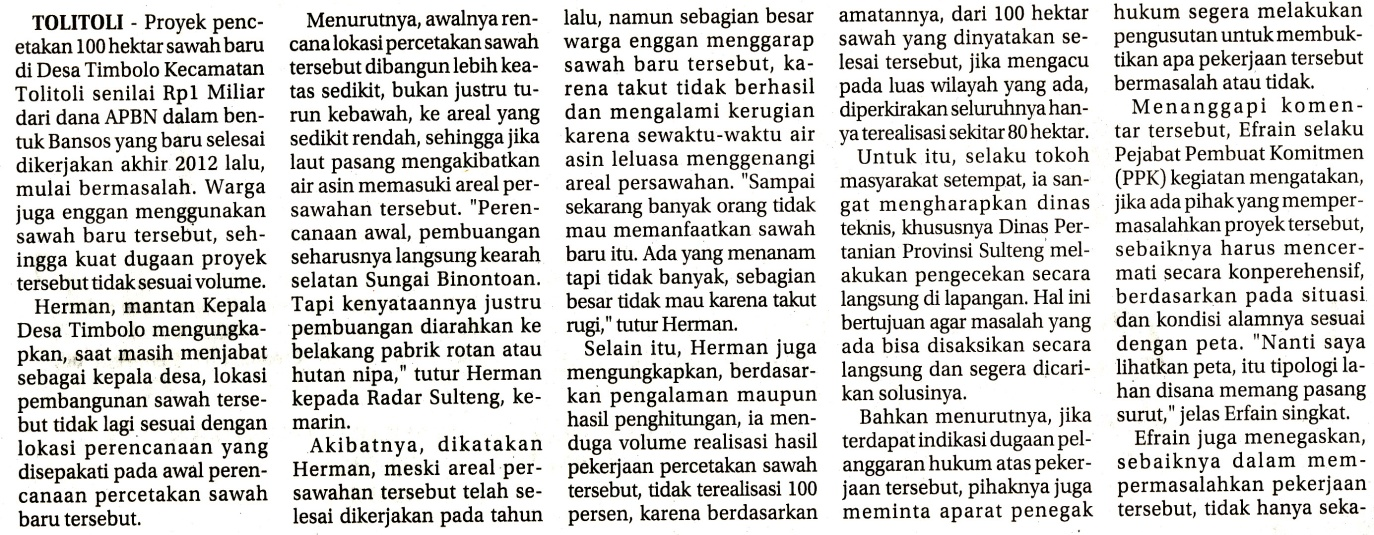 TOLITOLI - Proyek penc-
etakan 100 hektar sawah baru
di Desa Timbolo Kecamatan
Tolitoli senilai Rp1 Miliar
dari dana APBN dalam ben-
tuk Bansos yang baru selesai
dikerjakan akhir 2012 lalu,
mulai bermasalah. Warga
juga enggan menggunakan
sawah baru tersebut, seh-
ingga kuat dugaan proyek
tersebut tidak sesuai volume.
Herman, mantan Kepala
Desa Timbolo mengungka-
pkan, saat masih menjabat
sebagai kepala desa, lokasi
pembangunan sawah terse-
but tidak lagi sesuai dengan
lokasi perencanaan yang
disepakati pada awal peren-
canaan percetakan sawah
baru tersebut.
Menurutnya, awalnya ren-
cana lokasi percetakan sawah
tersebut dibangun lebih kea-
tas sedikit, bukan justru tu-
run kebawah, ke areal yang
sedikit rendah, sehingga jika
laut pasang mengakibatkan
air asin memasuki areal per-
sawahan tersebut. "Peren-
canaan awal, pembuangan
seharusnya langsung kearah
selatan Sungai Binontoan.
Tapi kenyataannya justru
pembuangan diarahkan ke
belakang pabrik rotan atau
hutan nipa," tutur Herman
kepada Radar Sulteng, ke-
marin.
Akibatnya, dikatakan
Herman, meski areal per-
sawahan tersebut telah se-
lesai dikerjakan pada tahun
lalu, namun sebagian besar
warga enggan menggarap
sawah baru tersebut, ka-
rena takut tidak berhasil
dan mengalami kerugian
karena sewaktu-waktu air
asin leluasa menggenangi
areal persawahan. "Sampai
sekarang banyak orang tidak
mau memanfaatkan sawah
baru itu. Ada yang menanam
tapi tidak banyak, sebagian
besar tidak mau karena takut
rugi," tutur Herman.
Selain itu, Herman juga
mengungkapkan, berdasar-
kan pengalaman maupun
hasil penghitungan, ia men-
duga volume realisasi hasil
pekerjaan percetakan sawah
tersebut, tidak terealisasi 100
persen, karena berdasarkan
amatannya, dari 100 hektar
sawah yang dinyatakan se-
lesai tersebut, jika mengacu
pada luas wilayah yang ada,
diperkirakan seluruhnya han-
ya terealisasi sekitar 80 hektar.
Untuk itu, selaku tokoh
masyarakat setempat, ia san-
gat mengharapkan dinas
teknis, khususnya Dinas Per-
tanian Provinsi Sulteng mel-
akukan pengecekan secara
langsung di lapangan. Hal ini
bertujuan agar masalah yang
ada bisa disaksikan secara
langsung dan segera dicari-
kan solusinya.
Bahkan menurutnya, jika
terdapat indikasi dugaan pel-
anggaran hukum atas peker-
jaan tersebut, pihaknya juga
meminta aparat penegak
hukum segera melakukan
pengusutan untuk membuk-
tikan apa pekerjaan tersebut
bermasalah atau tidak.
Menanggapi komen-
tar tersebut, Efrain selaku
Pejabat Pembuat Komitmen
(PPK) kegiatan mengatakan,
jika ada pihak yang memper-
masalahkan proyek tersebut,
sebaiknya harus mencer-
mati secara konperehensif,
berdasarkan pada situasi
dan kondisi alamnya sesuai
dengan peta. "Nanti saya
lihatkan peta, itu tipologi la-
han disana memang pasang
surut," jelas Erfain singkat.
Efrain juga menegaskan,
sebaiknya dalam mem-
permasalahkan pekerjaan
tersebut, tidak hanya seka-